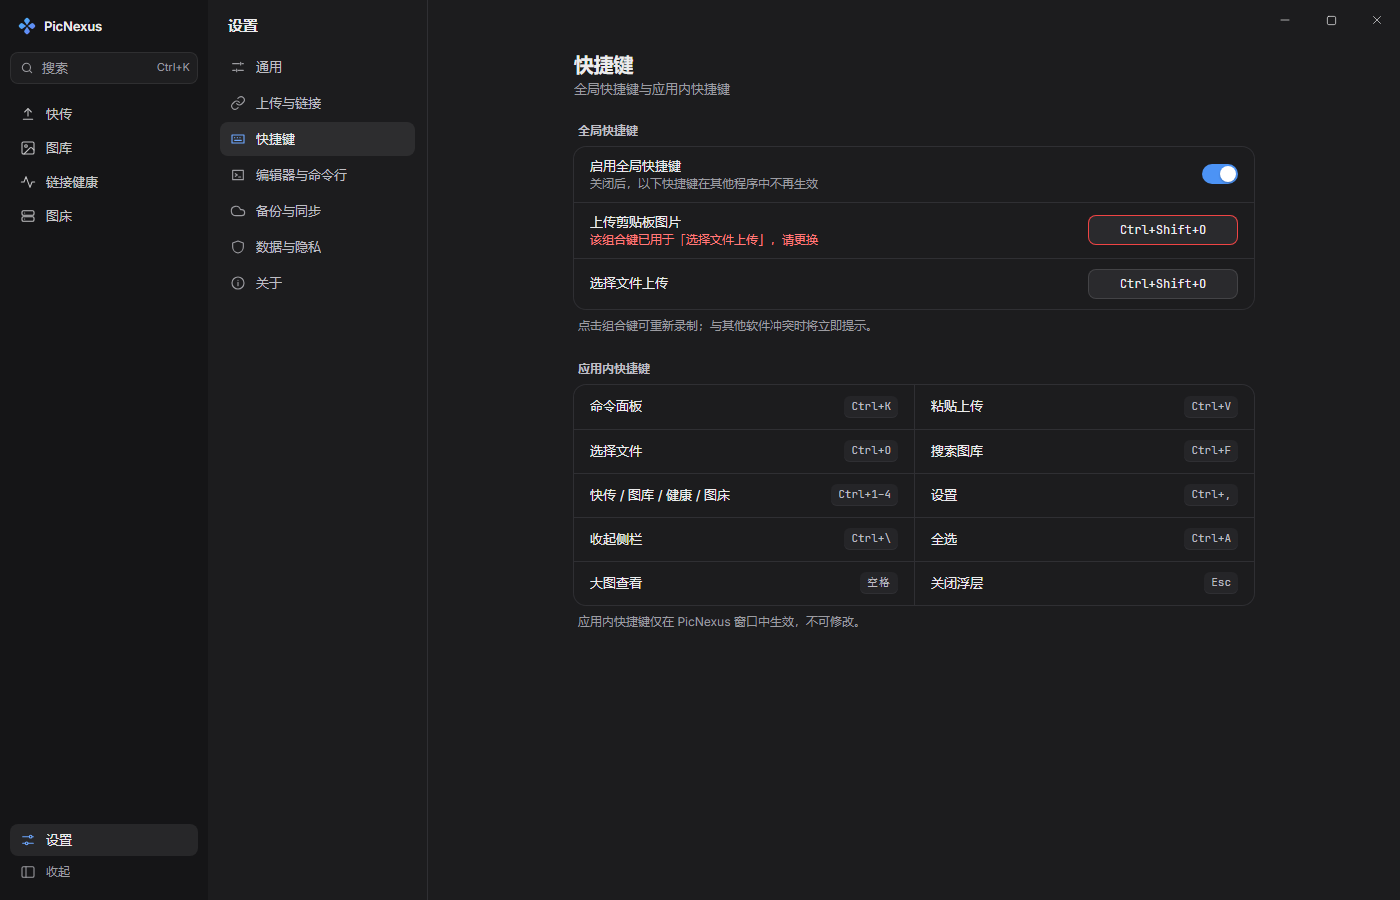 PicNexus
搜索 Ctrl+K
快传
图库
链接健康
图床
设置
收起
设置
通用
上传与链接
快捷键
编辑器与命令行
备份与同步
数据与隐私
关于
快捷键
全局快捷键与应用内快捷键
全局快捷键
启用全局快捷键
关闭后，以下快捷键在其他程序中不再生效
上传剪贴板图片
该组合键已用于「选择文件上传」，请更换
Ctrl+Shift+O
选择文件上传 Ctrl+Shift+O
点击组合键可重新录制；与其他软件冲突时将立即提示。
应用内快捷键
命令面板 Ctrl+K 粘贴上传 Ctrl+V
选择文件 Ctrl+O 搜索图库 Ctrl+F
快传 / 图库 / 健康 / 图床 Ctrl+1-4 设置 Ctrl+,
收起侧栏 Ctrl+\ 全选 Ctrl+A
大图查看 空格 关闭浮层 Esc
应用内快捷键仅在 PicNexus 窗口中生效，不可修改。